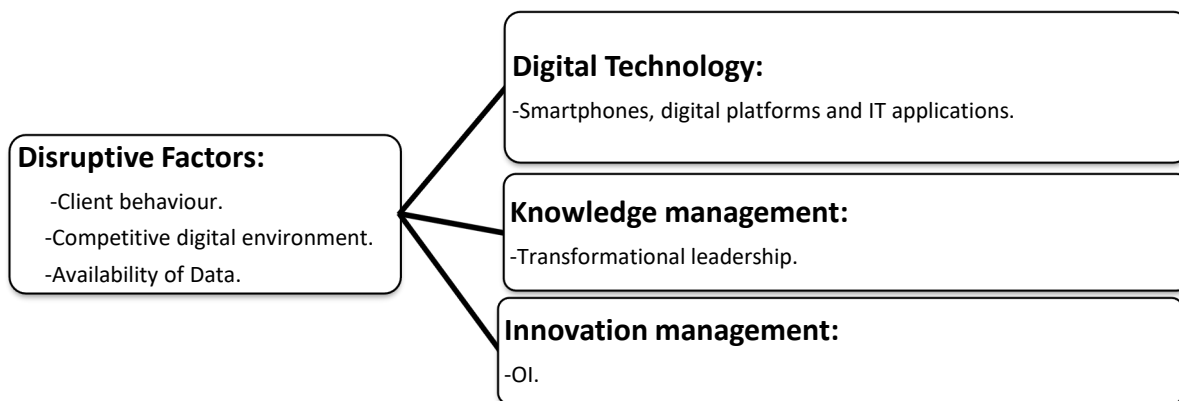 Disruptive Factors:
-Client behaviour.
-Competitive digital environment.
-Availability of Data.
Digital Technology:
-Smartphones, digital platforms and IT applications.
Knowledge management:
-Transformational leadership.
Innovation management:
-OI.